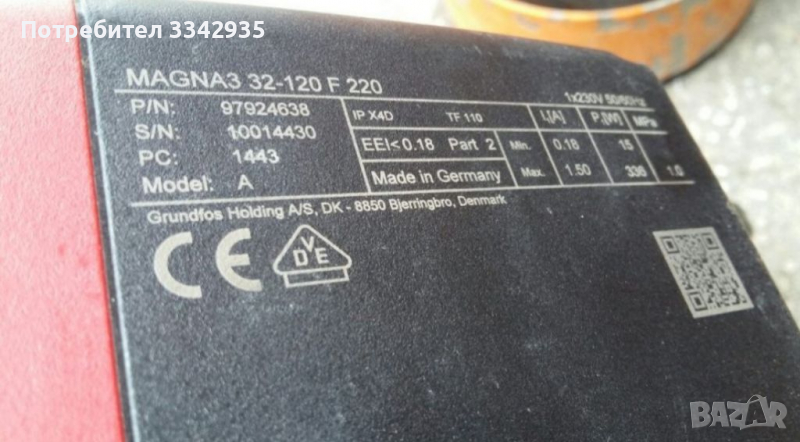 Потребител 3342935
MAGNA3 32-120 F 220
1x230V 50/60Hz
P/N: 97924638
S/N: 10014430
PC: 1443
Model: A
IP X4D TF 110 I₁[A] P₁[W] MPa
EEI≤0.18 Part 2 Min. 0.18 15
Made in Germany Max. 1.50 336 1.0
Grundfos Holding A/S, DK - 8850 Bjerringbro, Denmark
CE
VDE
BAZAR